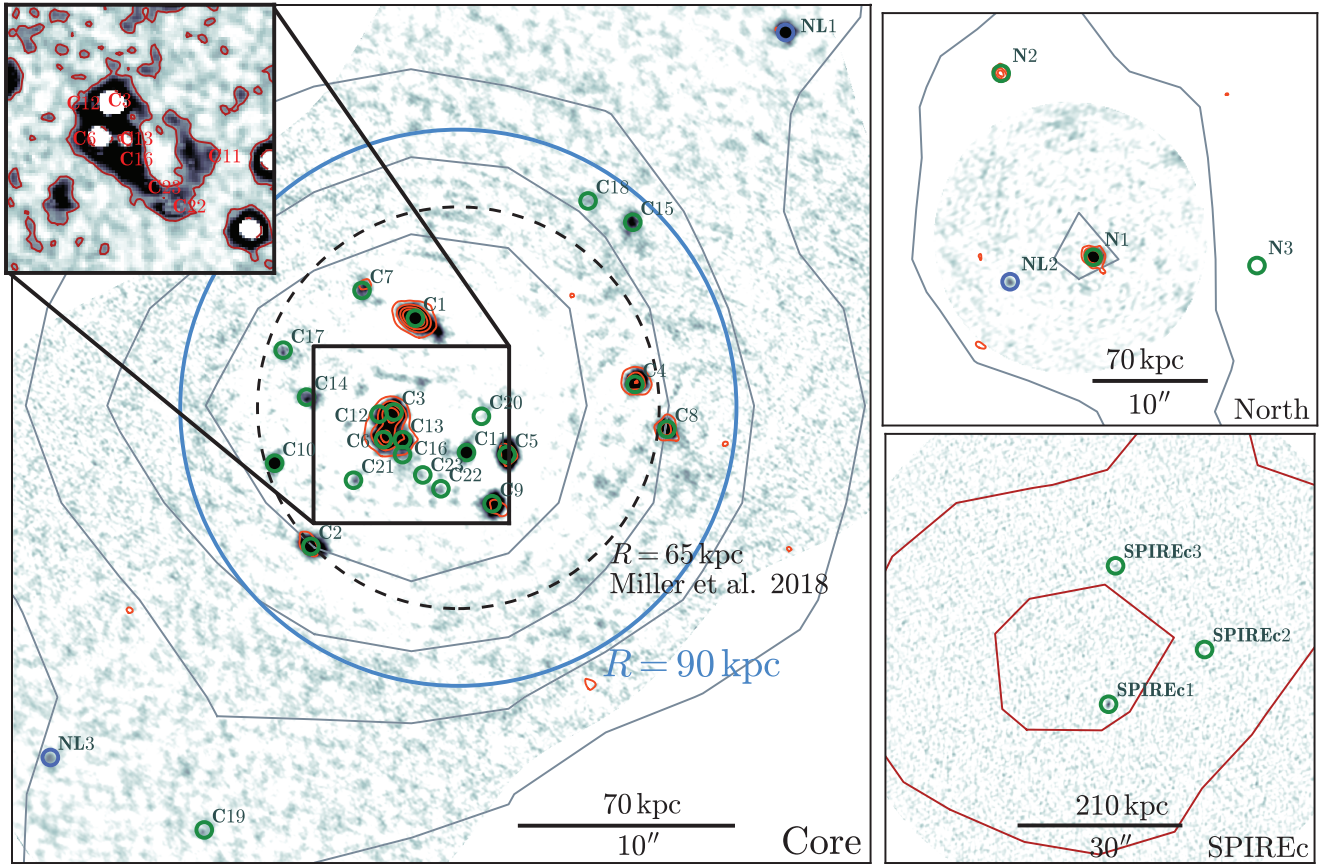 C12 C3
C6 C13
C16 C11
C23
C22
NL1
C18
C15
C7
C1
C17
C4
C14
C3 C20
C12 C8
C13
C6 C16 C11 C5
C10
C21 C23
C22
C9
C2
R = 65 kpc
Miller et al. 2018
R = 90 kpc
NL3
C19
70 kpc
10″
Core
N2
N1
N3
NL2
70 kpc
10″
North
SPIREc3
SPIREc2
SPIREc1
210 kpc
30″
SPIREc